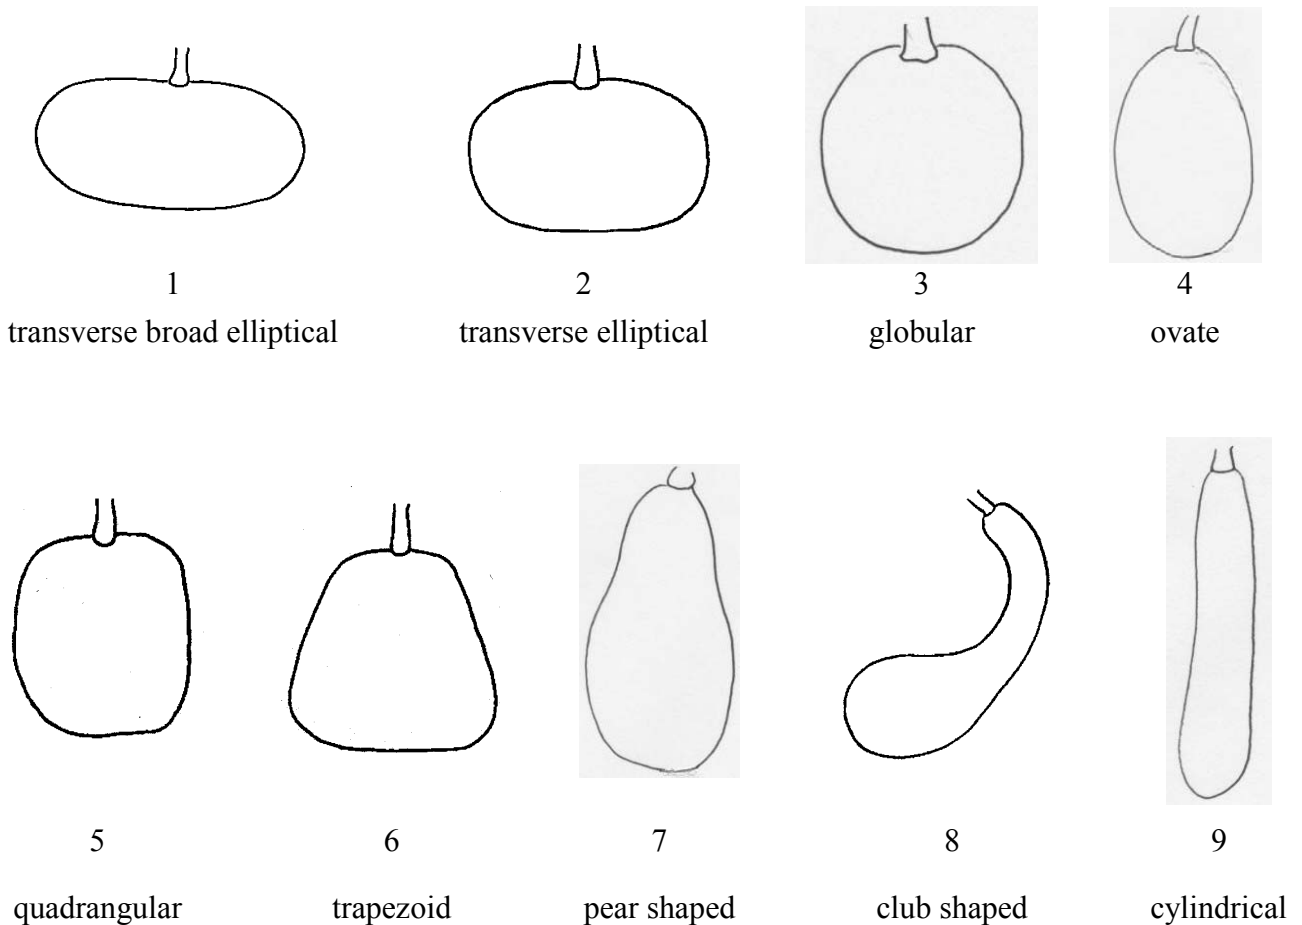 1 2 3 4
transverse broad elliptical transverse elliptical globular ovate
5 6 7 8 9
quadrangular trapezoid pear shaped club shaped cylindrical